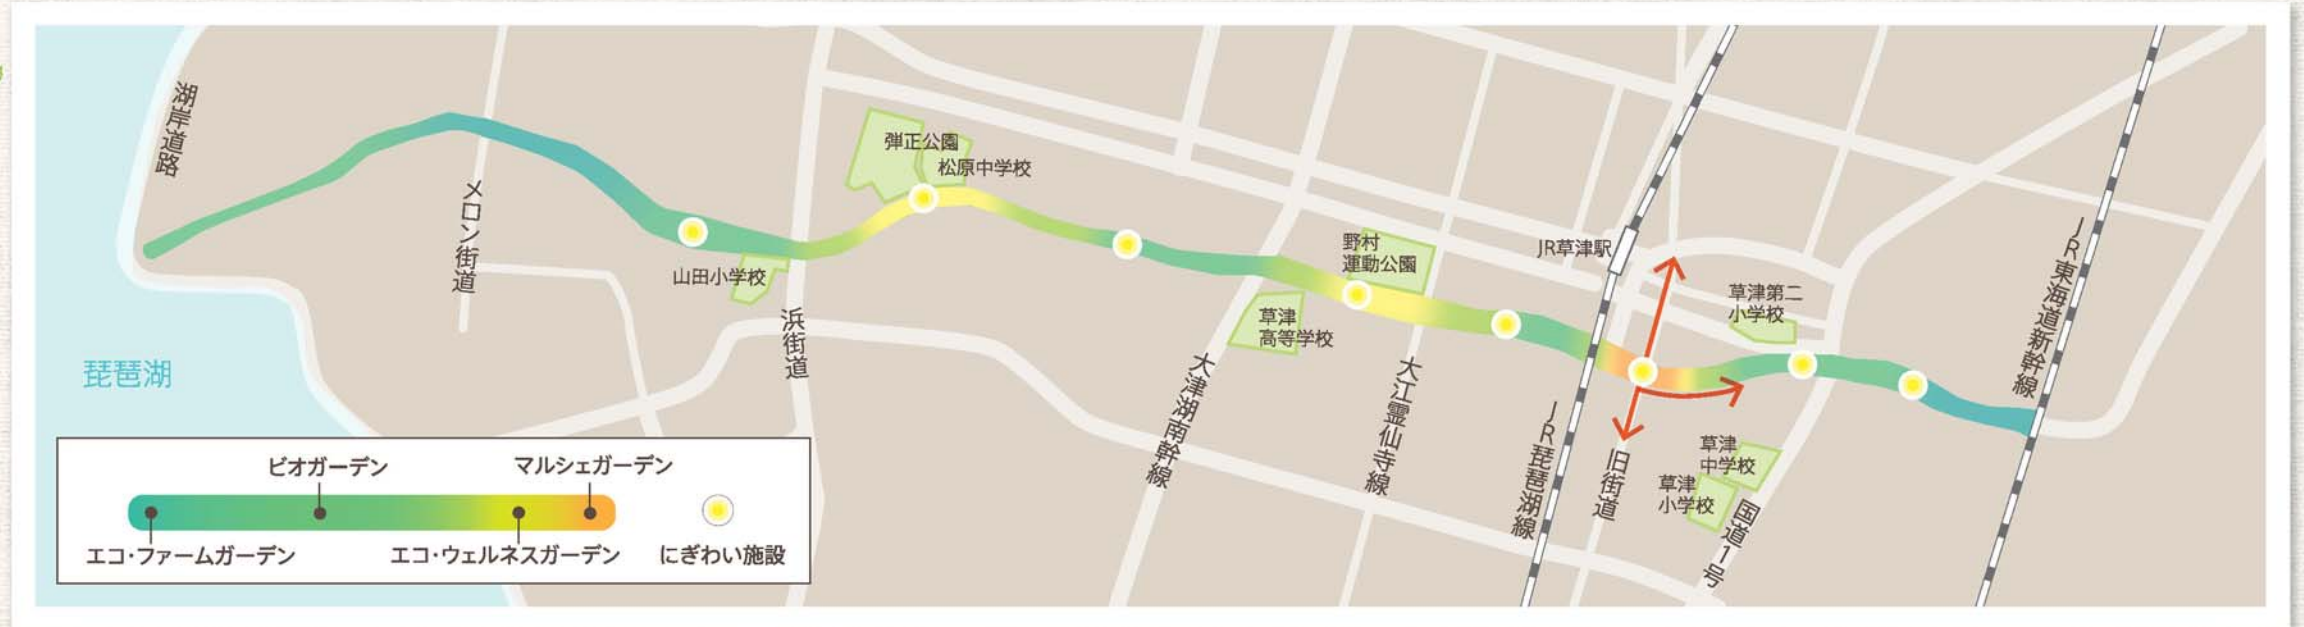 湖岸道路
メロン街道
弾正公園
松原中学校
山田小学校
浜街道
琵琶湖
野村
運動公園
草津
高等学校
大津湖南幹線
大江霊仙寺線
JR草津駅
JR琵琶湖線
旧街道
草津第二
小学校
草津
中学校
草津
小学校
国道1号
JR東海道新幹線
ビオガーデン
マルシェガーデン
エコ・ファームガーデン
エコ・ウェルネスガーデン
にぎわい施設